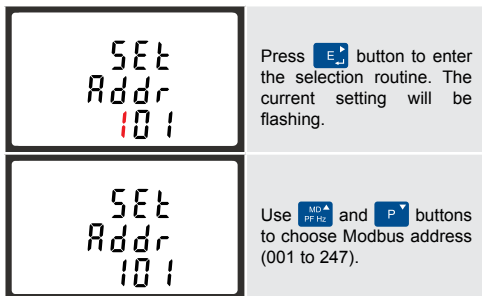 SEt
Addr
101
Press E button to enter
the selection routine. The
current setting will be
flashing.
SEt
Addr
101
Use MD PF Hz and P buttons
to choose Modbus address
(001 to 247).